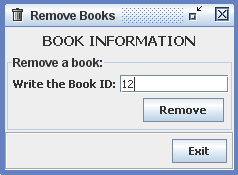 Remove Books
BOOK INFORMATION
Remove a book:
Write the Book ID: 12
Remove
Exit